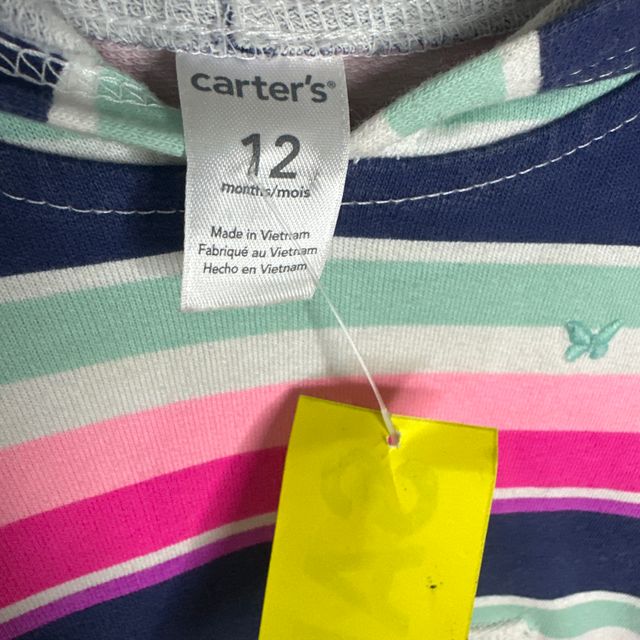 carter's®
12
months/mois
Made in Vietnam
Fabriqué au Vietnam
Hecho en Vietnam